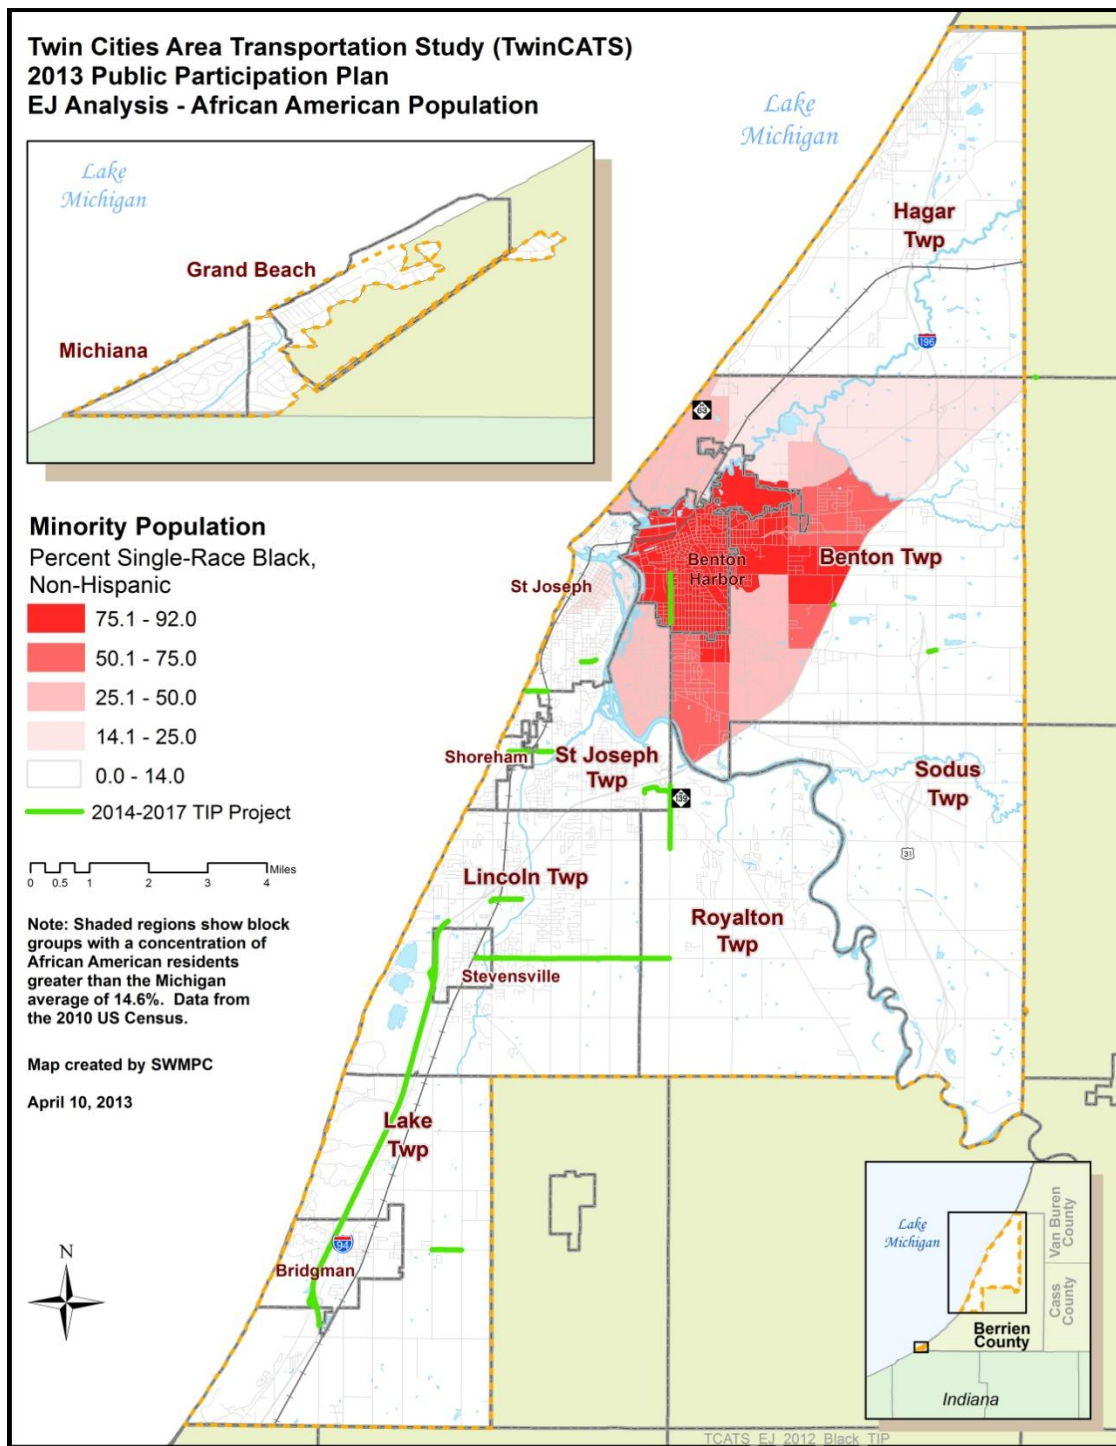 Twin Cities Area Transportation Study (TwinCATS)
2013 Public Participation Plan
EJ Analysis - African American Population
Lake
Michigan
Grand Beach
Michiana
Lake
Michigan
Hagar
Twp
196
63
Benton Twp
Benton
Harbor
St Joseph
Shoreham
St Joseph
Twp
Sodus
Twp
139
31
Lincoln Twp
Royalton
Twp
Stevensville
Lake
Twp
94
Bridgman
Minority Population
Percent Single-Race Black,
Non-Hispanic
75.1 - 92.0
50.1 - 75.0
25.1 - 50.0
14.1 - 25.0
0.0 - 14.0
2014-2017 TIP Project
Miles
0 0.5 1 2 3 4
Note: Shaded regions show block
groups with a concentration of
African American residents
greater than the Michigan
average of 14.6%. Data from
the 2010 US Census.
Map created by SWMPC
April 10, 2013
N
Lake
Michigan
Van Buren
County
Cass
County
Berrien
County
Indiana
TCATS_EJ_2012_Black_TIP